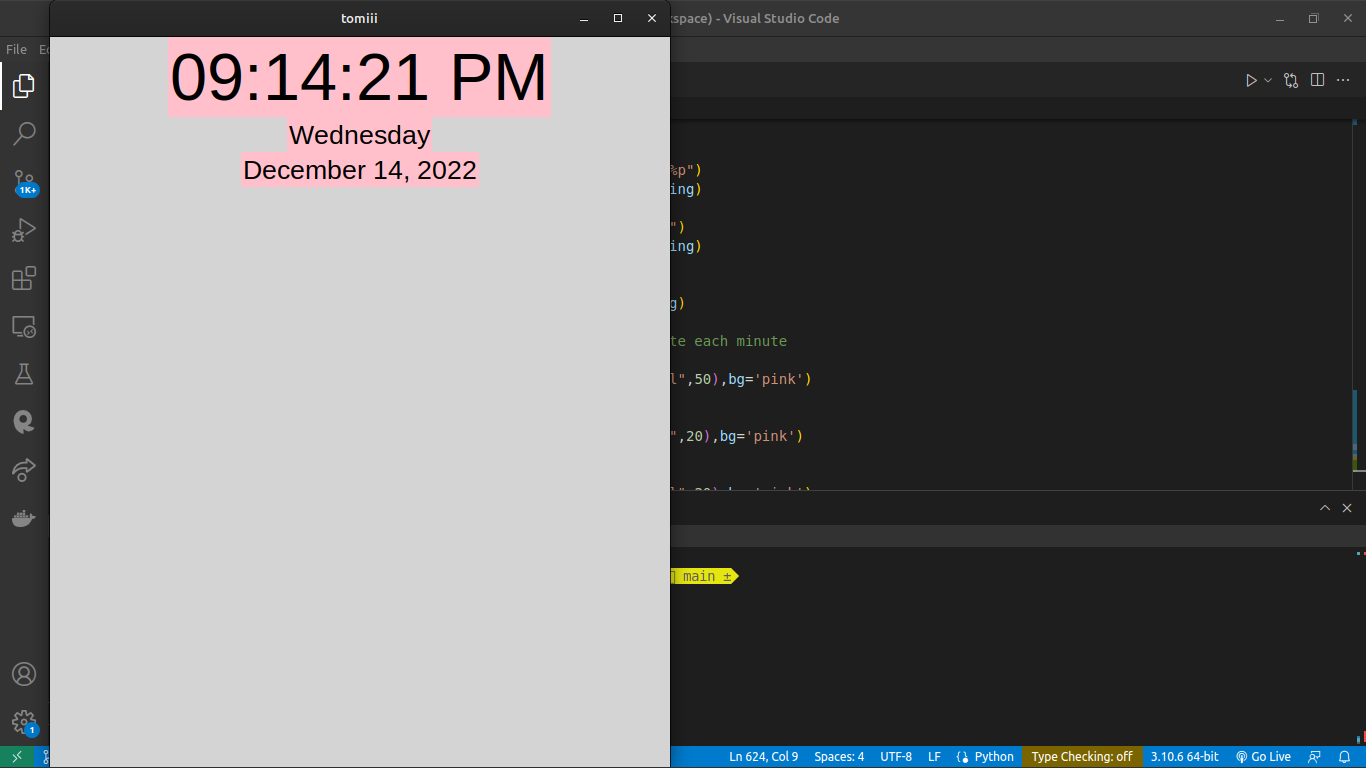 tomiii
space) - Visual Studio Code
File
09:14:21 PM
Wednesday
December 14, 2022
1K+
%p")
ing)
")
ing)
g)
te each minute
l",50),bg='pink')
",20),bg='pink')
main ±
1
Ln 624, Col 9 Spaces: 4 UTF-8 LF Python Type Checking: off 3.10.6 64-bit Go Live